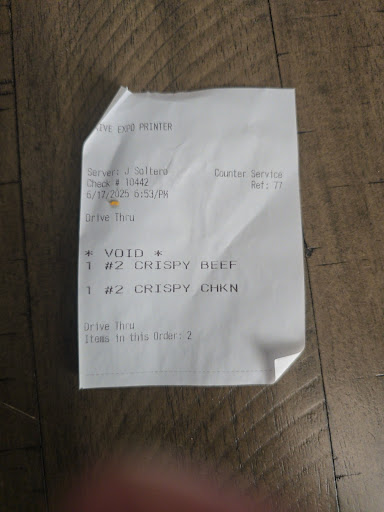 IVE EXPO PRINTER
Server: J Soltero Counter Service
Check # 10442 Ref: 77
6/17/2025 6:53/PM
Drive Thru
* VOID *
1 #2 CRISPY BEEF
1 #2 CRISPY CHKN
Drive Thru
Items in this Order: 2